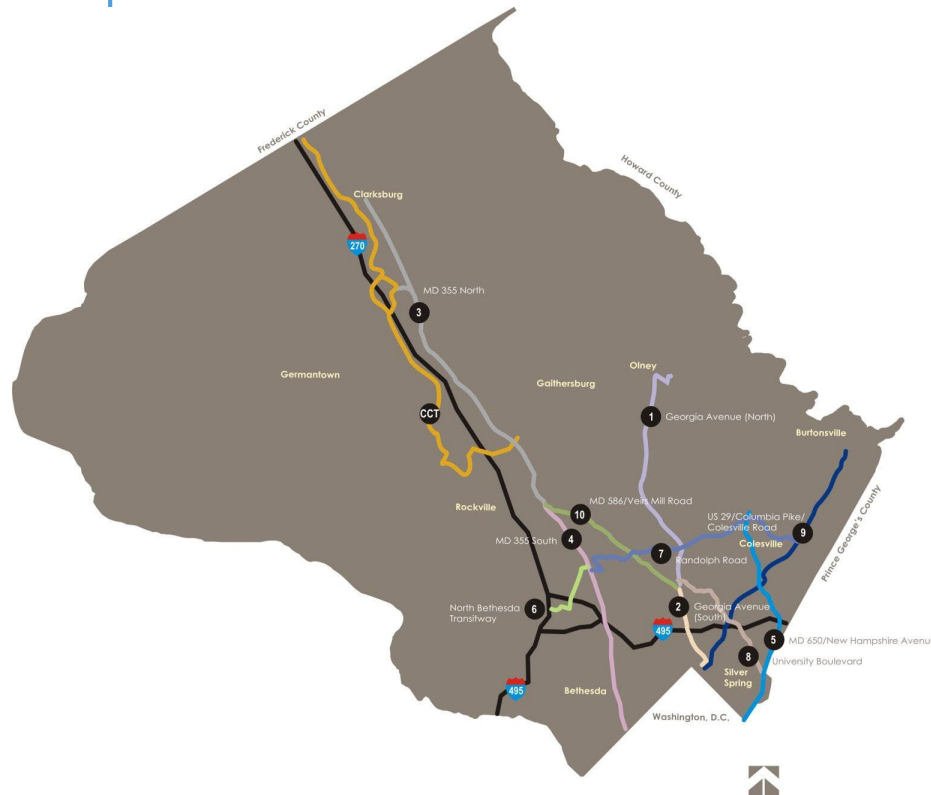 Frederick County
Howard County
Clarksburg
270
MD 355 North
3
Germantown
Gaithersburg
Olney
CCT
1
Georgia Avenue (North)
Burtonsville
Rockville
MD 586/Veirs Mill Road
10
US 29/Columbia Pike/
Colesville Road
9
MD 355 South
4
Colesville
7
Randolph Road
Prince George's County
North Bethesda
Transitway
6
2
Georgia Avenue
(South)
495
5
MD 650/New Hampshire Avenu
8
University Boulevard
Silver
Spring
495
Bethesda
Washington, D.C.